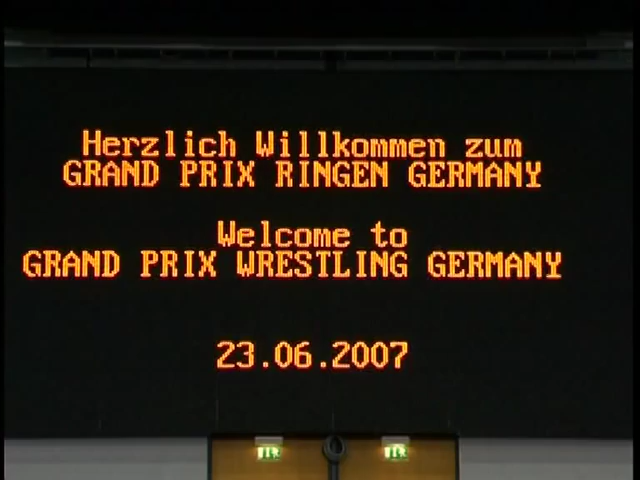 Herzlich Willkommen zum
GRAND PRIX RINGEN GERMANY
Welcome to
GRAND PRIX WRESTLING GERMANY
23.06.2007